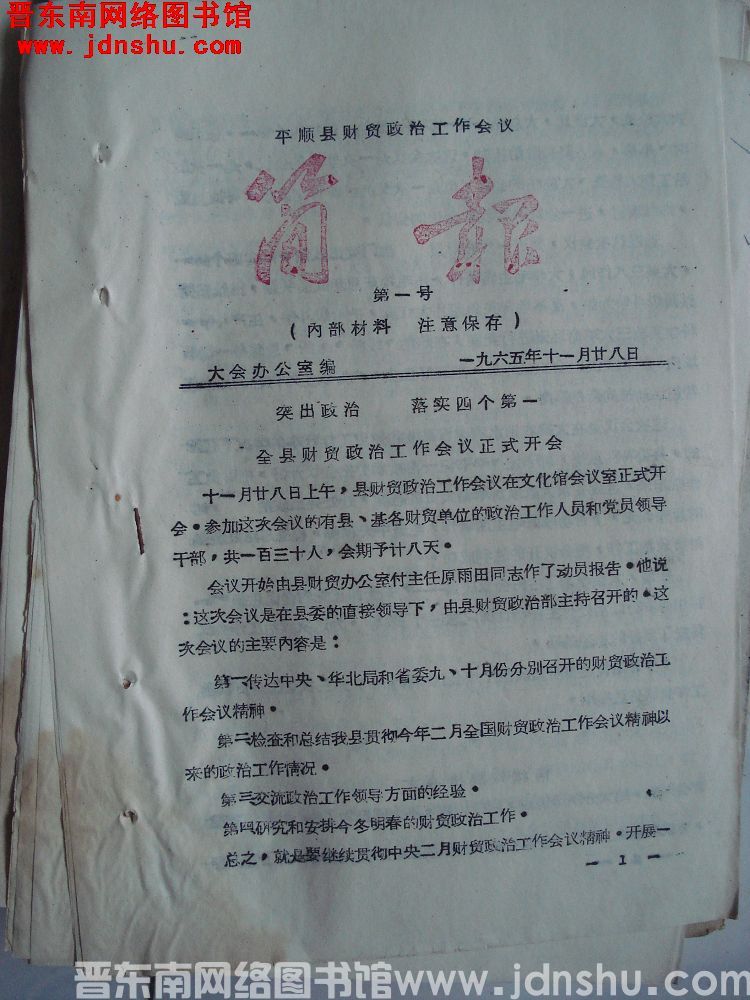 晋东南网络图书馆
www.jdnshu.com
平顺县财贸政治工作会议
简报
第一号
(内部材料 注意保存)
大会办公室编 一九六五年十一月廿八日
突出政治 落实四个第一
全县财贸政治工作会议正式开会
十一月廿八日上午，县财贸政治工作会议在文化馆会议室正式开
会。参加这次会议的有县、基各财贸单位的政治工作人员和党员领导
干部，共一百三十人，会期予计八天。
会议开始由县财贸办公室付主任原雨田同志作了动员报告。他说
：这次会议是在县委的直接领导下，由县财贸政治部主持召开的。这
次会议的主要内容是：
第一、传达中央、华北局和省委九、十月份分别召开的财贸政治工
作会议精神。
第二、检查和总结我县贯彻今年二月全国财贸政治工作会议精神以
来的政治工作情况。
第三、交流政治工作领导方面的经验。
第四、研究和安排今冬明春的财贸政治工作。
总之，就是要继续贯彻中央二月财贸政治工作会议精神。开展一
— 1 —
晋东南网络图书馆www.jdnshu.com